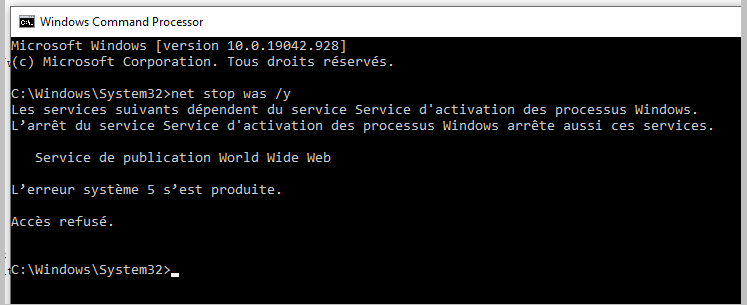 Windows Command Processor
Microsoft Windows [version 10.0.19042.928]
(c) Microsoft Corporation. Tous droits réservés.
C:\Windows\System32>net stop was /y
Les services suivants dépendent du service Service d'activation des processus Windows.
L’arrêt du service Service d'activation des processus Windows arrête aussi ces services.
Service de publication World Wide Web
L’erreur système 5 s’est produite.
Accès refusé.
C:\Windows\System32>